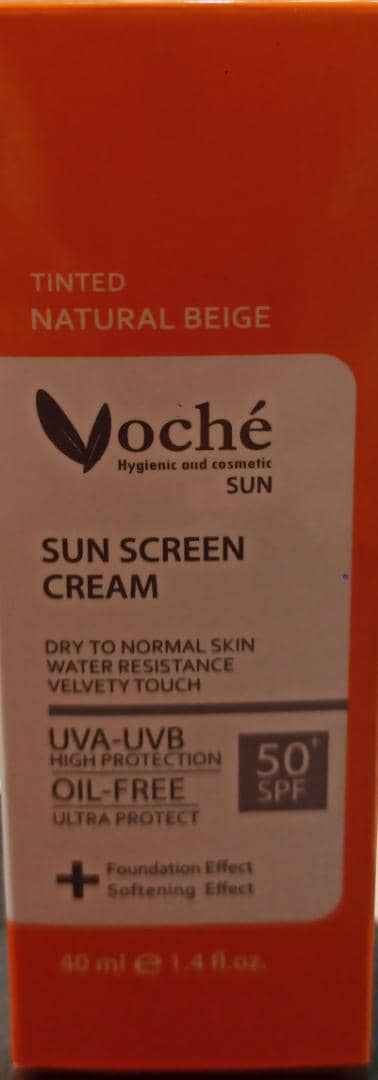 TINTED
NATURAL BEIGE
Voché
Hygienic and cosmetic
SUN
SUN SCREEN
CREAM
DRY TO NORMAL SKIN
WATER RESISTANCE
VELVETY TOUCH
UVA-UVB
HIGH PROTECTION
OIL-FREE
ULTRA PROTECT
50+
SPF
+ Foundation Effect
Softening Effect
40 ml e 1.4 fl.oz.